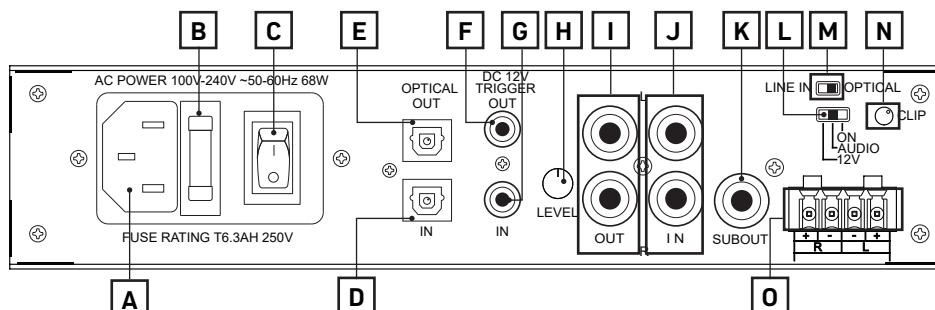 B C E F G H I J K L M N
AC POWER 100V-240V ~50-60Hz 68W
OPTICAL
OUT
DC 12V
TRIGGER
OUT
LINE IN OPTICAL
CLIP
ON
AUDIO
12V
I
LEVEL
FUSE RATING T6.3AH 250V
IN
IN
OUT
R
IN
SUBOUT
+ - - +
R L
A D O